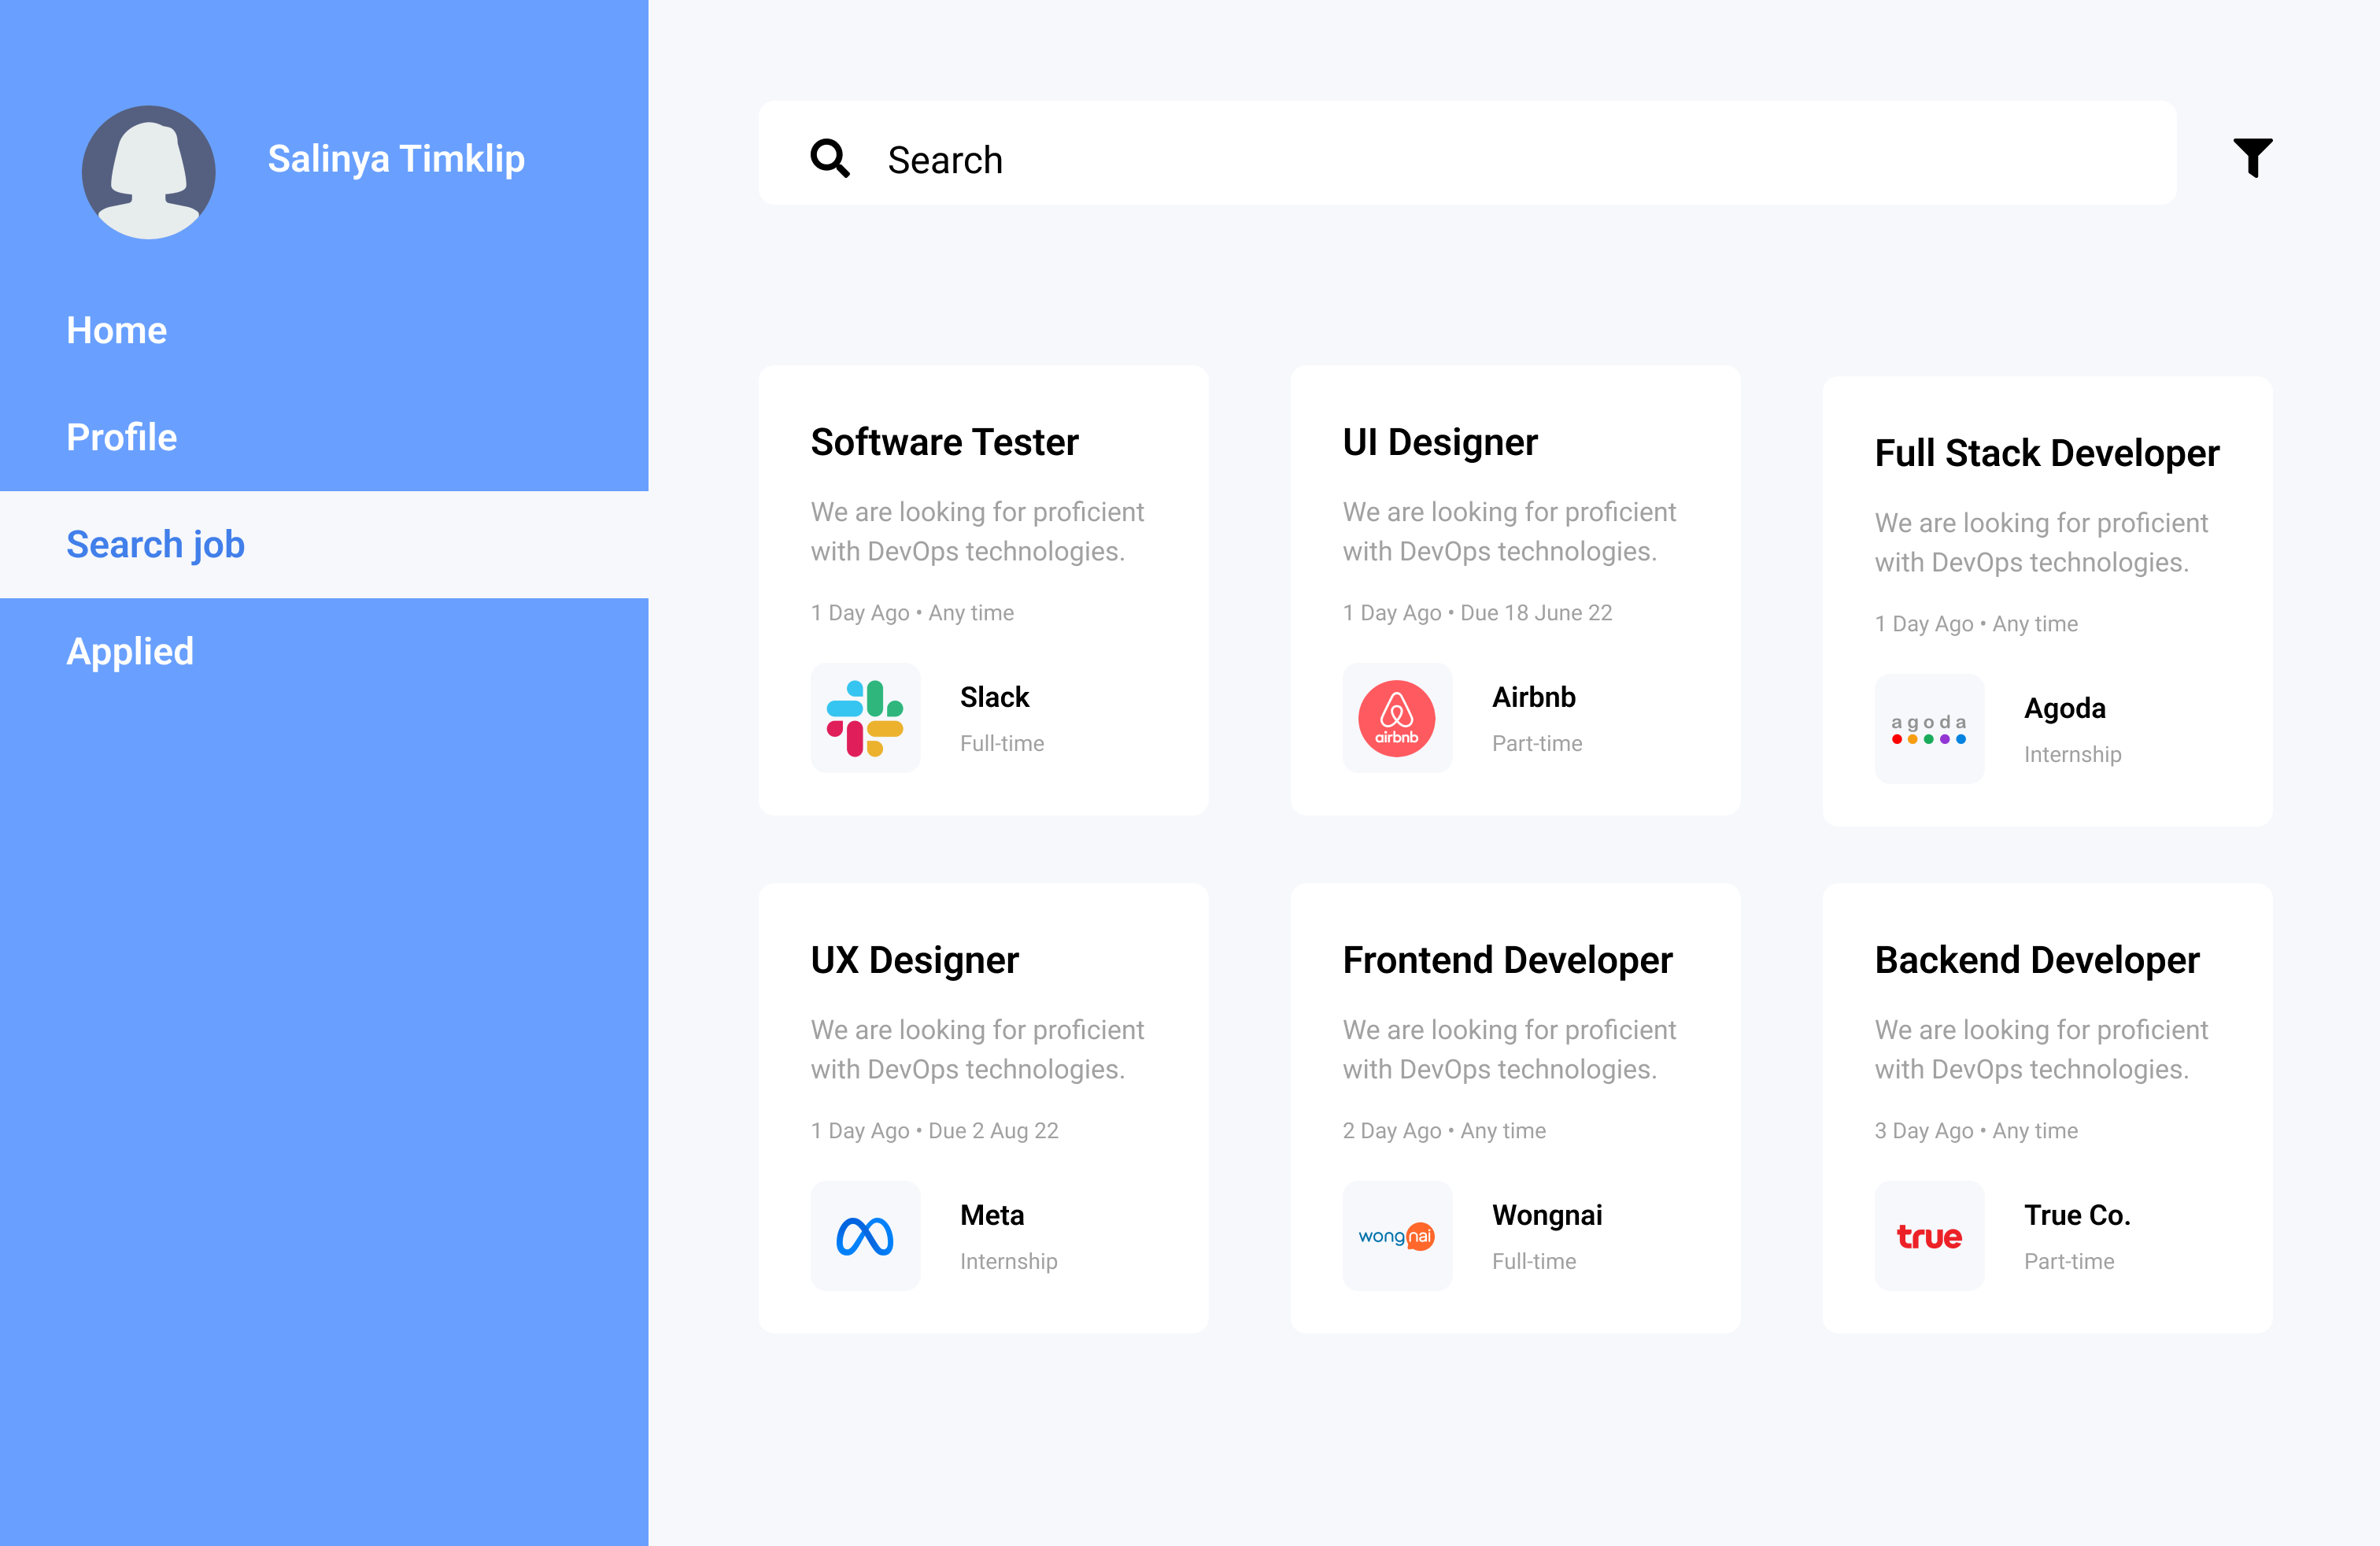 Salinya Timklip
Home
Profile
Search job
Applied
Search
Software Tester
We are looking for proficient
with DevOps technologies.
1 Day Ago • Any time
Slack
Full-time
UI Designer
We are looking for proficient
with DevOps technologies.
1 Day Ago • Due 18 June 22
airbnb
Airbnb
Part-time
Full Stack Developer
We are looking for proficient
with DevOps technologies.
1 Day Ago • Any time
agoda
Agoda
Internship
UX Designer
We are looking for proficient
with DevOps technologies.
1 Day Ago • Due 2 Aug 22
Meta
Internship
Frontend Developer
We are looking for proficient
with DevOps technologies.
2 Day Ago • Any time
wongnai
Wongnai
Full-time
Backend Developer
We are looking for proficient
with DevOps technologies.
3 Day Ago • Any time
true
True Co.
Part-time